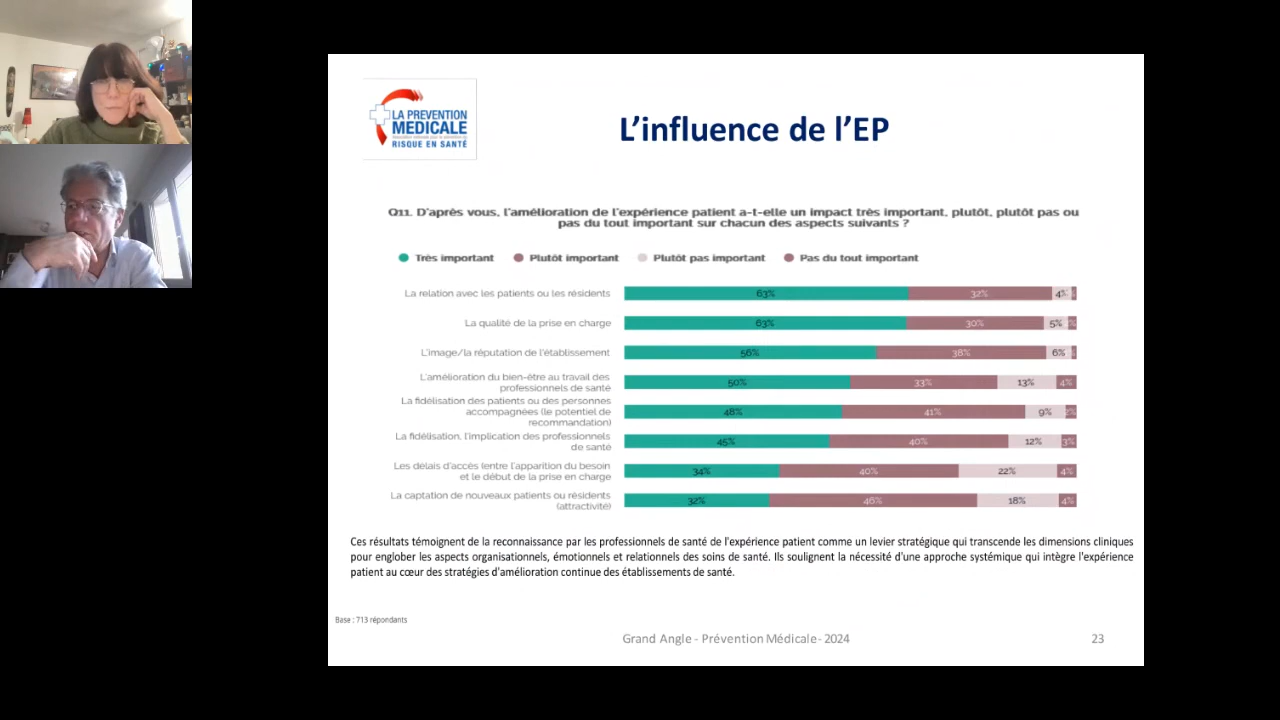 LA PREVENTION
MEDICALE
RISQUE EN SANTÉ
L'influence de l'EP
Q11. D'après vous, l'amélioration de l'expérience patient a-t-elle un impact très important, plutôt, plutôt pas ou
pas du tout important sur chacun des aspects suivants ?
Très important Plutôt important Plutôt pas important Pas du tout important
La relation avec les patients ou les résidents 63% 32% 4%
La qualité de la prise en charge 63% 30% 5%
L'image/la réputation de l'établissement 56% 38% 6%
L'amélioration du bien-être au travail des
professionnels de santé 50% 33% 13% 4%
La fidélisation des patients ou des personnes
accompagnées (le potentiel de
recommandation) 48% 41% 9% 2%
La fidélisation, l'implication des professionnels
de santé 45% 40% 12% 3%
Les délais d'accès (entre l'apparition du besoin
et le début de la prise en charge 34% 40% 22% 4%
La captation de nouveaux patients ou résidents
(attractivité) 32% 46% 18% 4%
Ces résultats témoignent de la reconnaissance par les professionnels de santé de l'expérience patient comme un levier stratégique qui transcende les dimensions cliniques
pour englober les aspects organisationnels, émotionnels et relationnels des soins de santé. Ils soulignent la nécessité d'une approche systémique qui intègre l'expérience
patient au cœur des stratégies d'amélioration continue des établissements de santé.
Base : 713 répondants
Grand Angle - Prévention Médicale- 2024
23